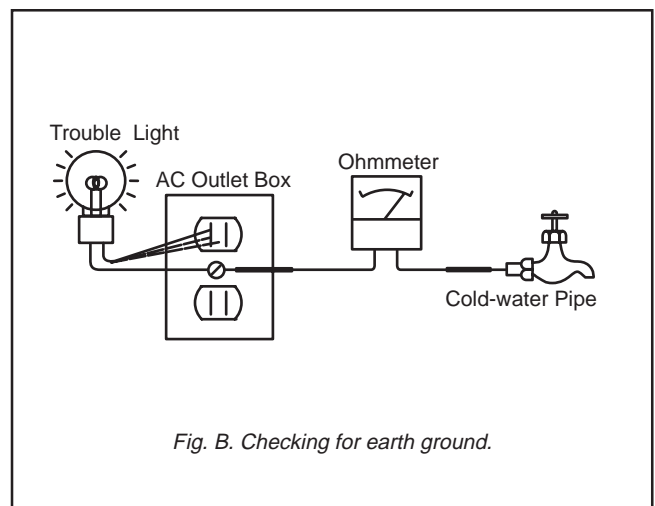 Trouble Light
AC Outlet Box
Ohmmeter
Cold-water Pipe
Fig. B. Checking for earth ground.